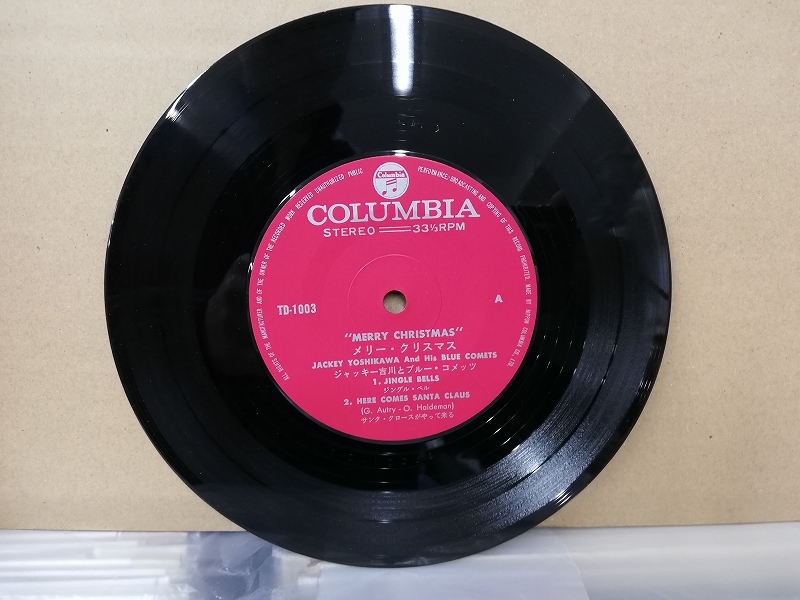 ALL RIGHTS OF THE MANUFACTURER AND OF THE OWNER OF THE RECORDED WORK RESERVED UNAUTHORIZED PUBLIC PERFORMANCE/BROADCASTING AND COPYING OF THIS RECORD PROHIBITED. MADE BY NIPPON COLUMBIA CO., LTD.
Columbia
COLUMBIA
STEREO 33⅓RPM
TD-1003 A
"MERRY CHRISTMAS"
メリー・クリスマス
JACKEY YOSHIKAWA And His BLUE COMETS
ジャッキー吉川とブルー・コメッツ
1. JINGLE BELLS
ジングル・ベル
2. HERE COMES SANTA CLAUS
(G. Autry - O. Haldeman)
サンタ・クロースがやって来る